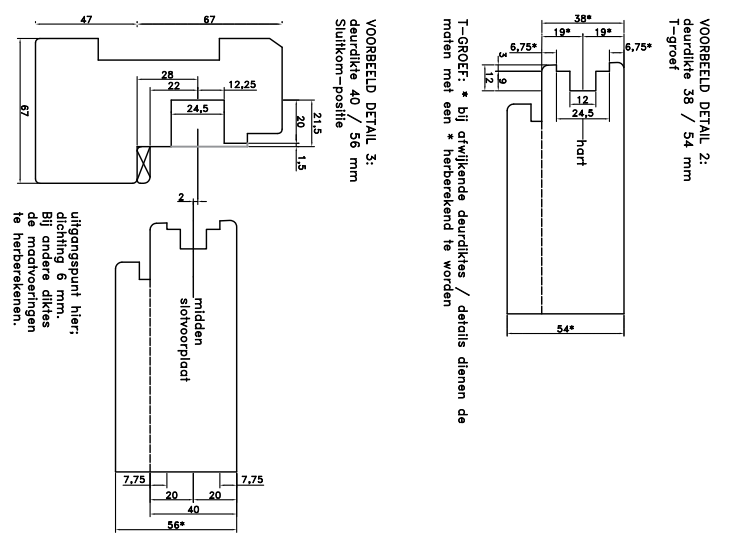 VOORBEELD DETAIL 2:
deurdikte 38 / 54 mm
T-groef
38*
19* 19*
6,75* 6,75*
3
9
12
12
24,5
hart
54*
T-GROEF: * bij afwijkende deurdiktes / details dienen de
maten met een * herberekend te worden
VOORBEELD DETAIL 3:
deurdikte 40 / 56 mm
Sluitkom-positie
47 67
28
22 12,25
24,5
67
20
21,5
1,5
2
midden
slotvoorplaat
7,75 7,75
20 20
40
56*
uitgangspunt hier;
dichting 6 mm.
Bij andere diktes
de maatvoeringen
te herberekenen.